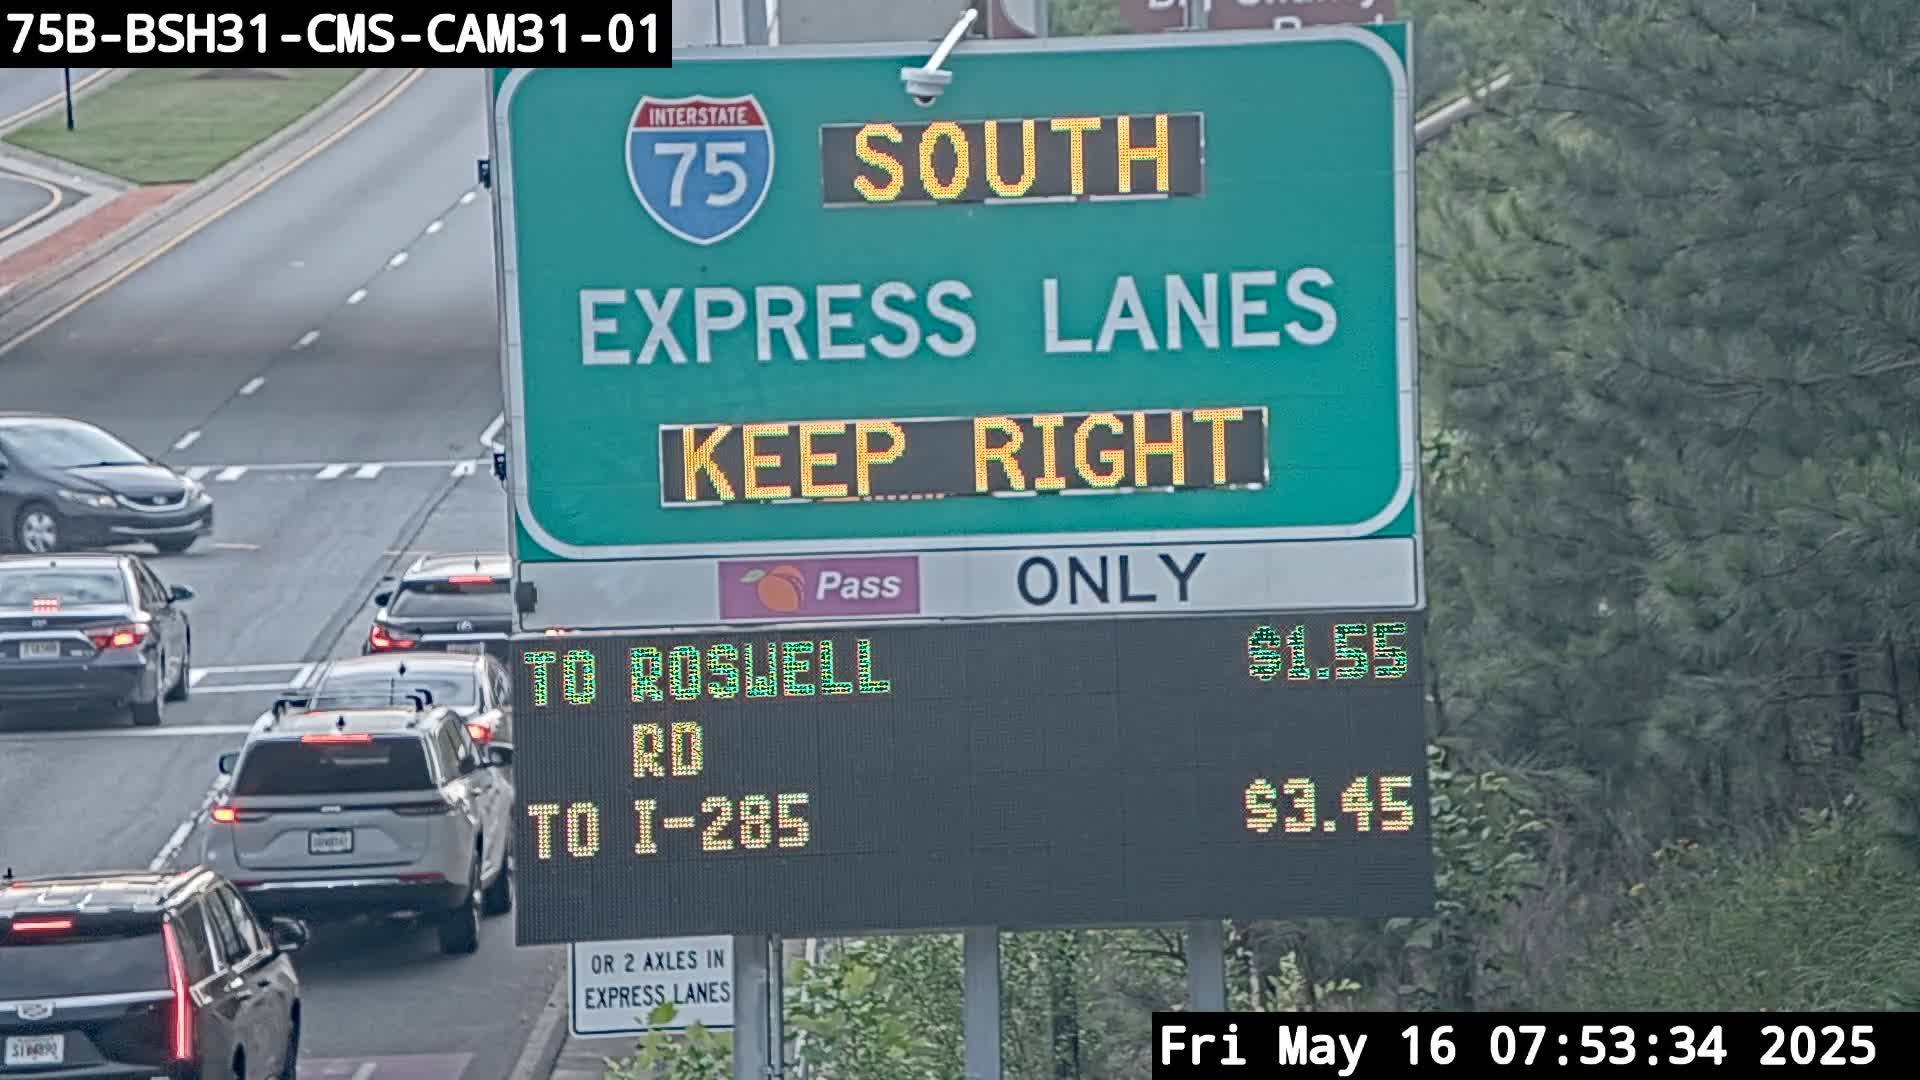 75B-BSH31-CMS-CAM31-01
INTERSTATE
75
SOUTH
EXPRESS LANES
KEEP RIGHT
Pass ONLY
TO ROSWELL $1.55
RD
TO I-285 $3.45
OR 2 AXLES IN
EXPRESS LANES
Fri May 16 07:53:34 2025